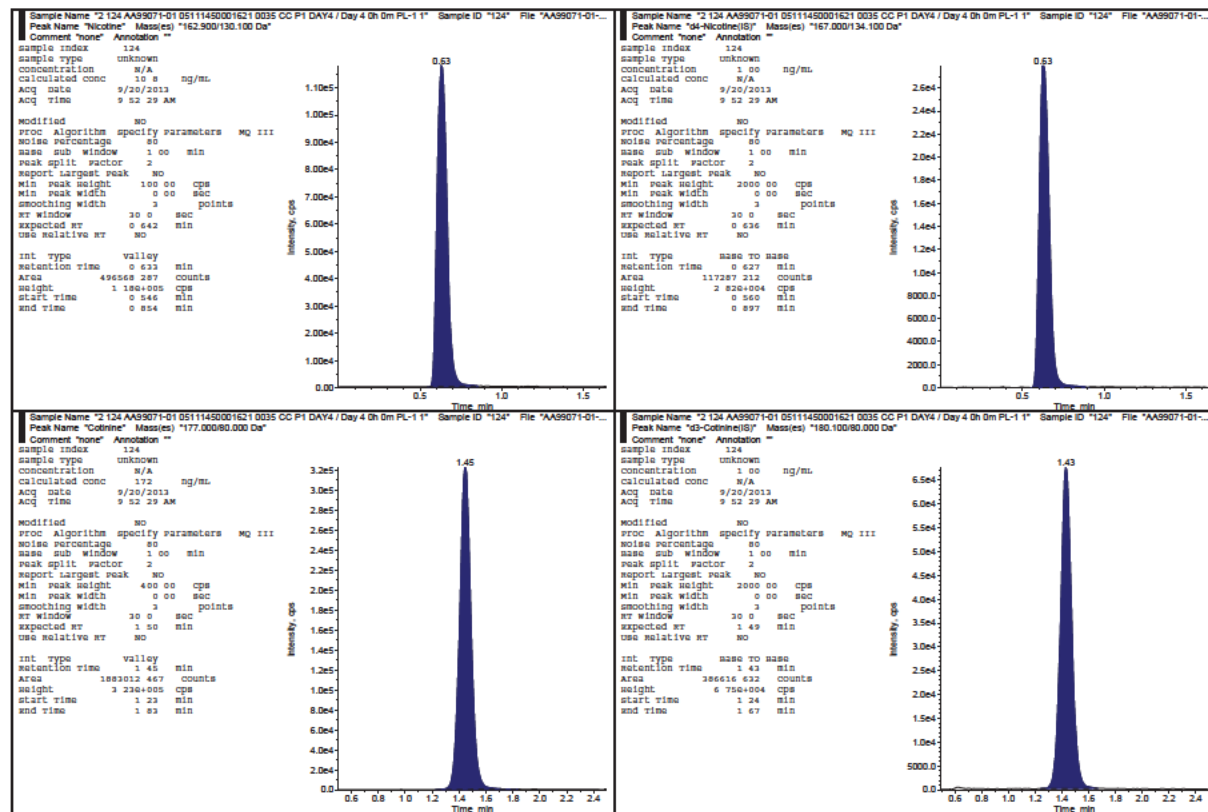 Sample Name "2 124 AA99071-01 05111450001621 0035 CC P1 DAY4 / Day 4 0h 0m PL-1 1" Sample ID "124" File "AA99071-01-...
Peak Name "Nicotine" Mass(es) "162.900/130.100 Da"
Comment "none" Annotation ""
Sample Index 124
Sample Type Unknown
Concentration N/A
Calculated Conc 10 8 ng/mL
Acq Date 9/20/2013
Acq Time 9 52 29 AM
Modified NO
Proc Algorithm Specify Parameters MQ III
Noise Percentage 80
Base Sub Window 1 00 min
Peak Split Factor 2
Report Largest Peak NO
Min Peak Height 100 00 cps
Min Peak Width 0 00 sec
Smoothing Width 3 points
RT Window 30 0 sec
Expected RT 0 642 min
Use Relative RT NO
Int Type Valley
Retention Time 0 633 min
Area 496568 287 counts
Height 1 18e+005 cps
Start Time 0 546 min
End Time 0 854 min
0.63
Intensity, cps
1.10e5
1.00e5
9.00e4
8.00e4
7.00e4
6.00e4
5.00e4
4.00e4
3.00e4
2.00e4
1.00e4
0.00
0.5 1.0 1.5
Time min
Sample Name "2 124 AA99071-01 05111450001621 0035 CC P1 DAY4 / Day 4 0h 0m PL-1 1" Sample ID "124" File "AA99071-01-...
Peak Name "d4-Nicotine(IS)" Mass(es) "167.000/134.100 Da"
Comment "none" Annotation ""
Sample Index 124
Sample Type Unknown
Concentration 1 00 ng/mL
Calculated Conc N/A
Acq Date 9/20/2013
Acq Time 9 52 29 AM
Modified NO
Proc Algorithm Specify Parameters MQ III
Noise Percentage 80
Base Sub Window 1 00 min
Peak Split Factor 2
Report Largest Peak NO
Min Peak Height 2000 00 cps
Min Peak Width 0 00 sec
Smoothing Width 3 points
RT Window 30 0 sec
Expected RT 0 636 min
Use Relative RT NO
Int Type Base To Base
Retention Time 0 627 min
Area 117287 212 counts
Height 2 82e+004 cps
Start Time 0 560 min
End Time 0 897 min
0.63
Intensity, cps
2.6e4
2.4e4
2.2e4
2.0e4
1.8e4
1.6e4
1.4e4
1.2e4
1.0e4
8000.0
6000.0
4000.0
2000.0
0.0
0.5 1.0 1.5
Time min
Sample Name "2 124 AA99071-01 05111450001621 0035 CC P1 DAY4 / Day 4 0h 0m PL-1 1" Sample ID "124" File "AA99071-01-...
Peak Name "Cotinine" Mass(es) "177.000/80.000 Da"
Comment "none" Annotation ""
Sample Index 124
Sample Type Unknown
Concentration N/A
Calculated Conc 172 ng/mL
Acq Date 9/20/2013
Acq Time 9 52 29 AM
Modified NO
Proc Algorithm Specify Parameters MQ III
Noise Percentage 80
Base Sub Window 1 00 min
Peak Split Factor 2
Report Largest Peak NO
Min Peak Height 400 00 cps
Min Peak Width 0 00 sec
Smoothing Width 3 points
RT Window 30 0 sec
Expected RT 1 50 min
Use Relative RT NO
Int Type Valley
Retention Time 1 45 min
Area 1883012 467 counts
Height 3 23e+005 cps
Start Time 1 23 min
End Time 1 83 min
1.45
Intensity, cps
3.2e5
3.0e5
2.8e5
2.6e5
2.4e5
2.2e5
2.0e5
1.8e5
1.6e5
1.4e5
1.2e5
1.0e5
8.0e4
6.0e4
4.0e4
2.0e4
0.0
0.6 0.8 1.0 1.2 1.4 1.6 1.8 2.0 2.2 2.4
Time min
Sample Name "2 124 AA99071-01 05111450001621 0035 CC P1 DAY4 / Day 4 0h 0m PL-1 1" Sample ID "124" File "AA99071-01-...
Peak Name "d3-Cotinine(IS)" Mass(es) "180.100/80.000 Da"
Comment "none" Annotation ""
Sample Index 124
Sample Type Unknown
Concentration 1 00 ng/mL
Calculated Conc N/A
Acq Date 9/20/2013
Acq Time 9 52 29 AM
Modified NO
Proc Algorithm Specify Parameters MQ III
Noise Percentage 80
Base Sub Window 1 00 min
Peak Split Factor 2
Report Largest Peak NO
Min Peak Height 2000 00 cps
Min Peak Width 0 00 sec
Smoothing Width 3 points
RT Window 30 0 sec
Expected RT 1 49 min
Use Relative RT NO
Int Type Base To Base
Retention Time 1 43 min
Area 386616 632 counts
Height 6 75e+004 cps
Start Time 1 24 min
End Time 1 67 min
1.43
Intensity, cps
6.5e4
6.0e4
5.5e4
5.0e4
4.5e4
4.0e4
3.5e4
3.0e4
2.5e4
2.0e4
1.5e4
1.0e4
5000.0
0.0
0.6 0.8 1.0 1.2 1.4 1.6 1.8 2.0 2.2 2.4
Time min